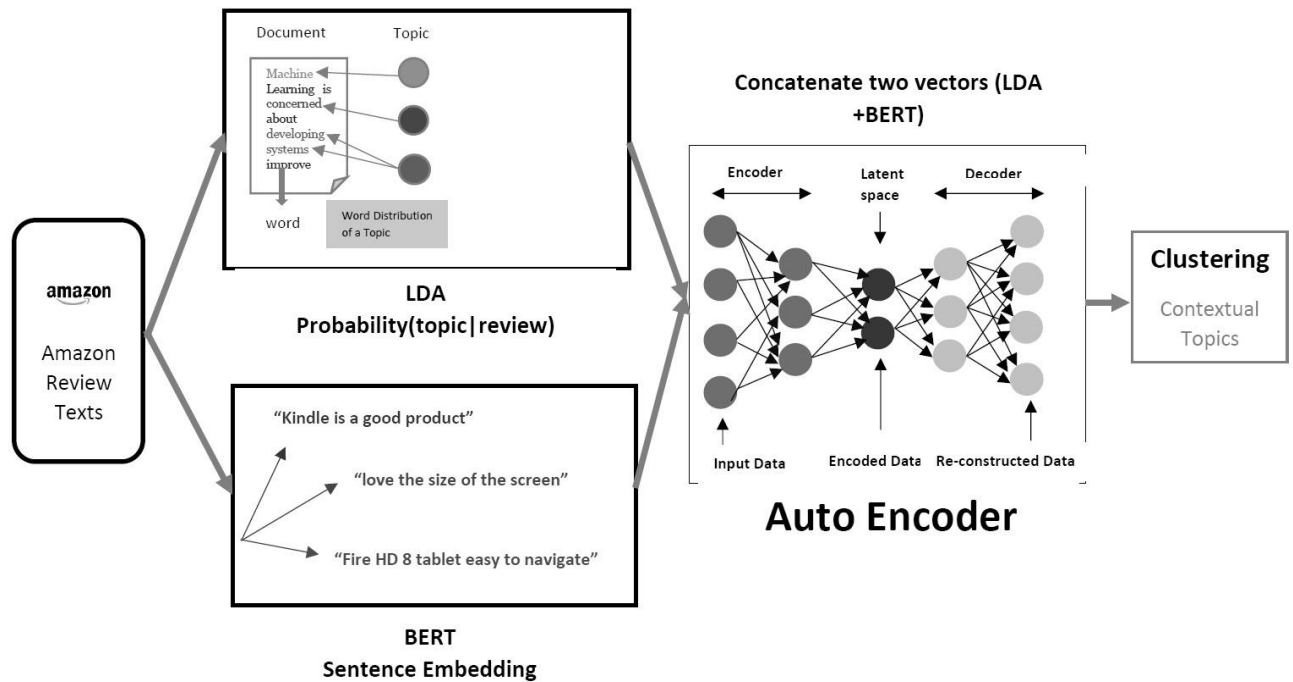 amazon
Amazon
Review
Texts
Document
Topic
Machine
Learning is
concerned
about
developing
systems
improve
word
Word Distribution
of a Topic
LDA
Probability(topic|review)
“Kindle is a good product”
“love the size of the screen”
“Fire HD 8 tablet easy to navigate”
BERT
Sentence Embedding
Concatenate two vectors (LDA
+BERT)
Encoder
Latent
space
Decoder
Input Data
Encoded Data
Re-constructed Data
Auto Encoder
Clustering
Contextual
Topics